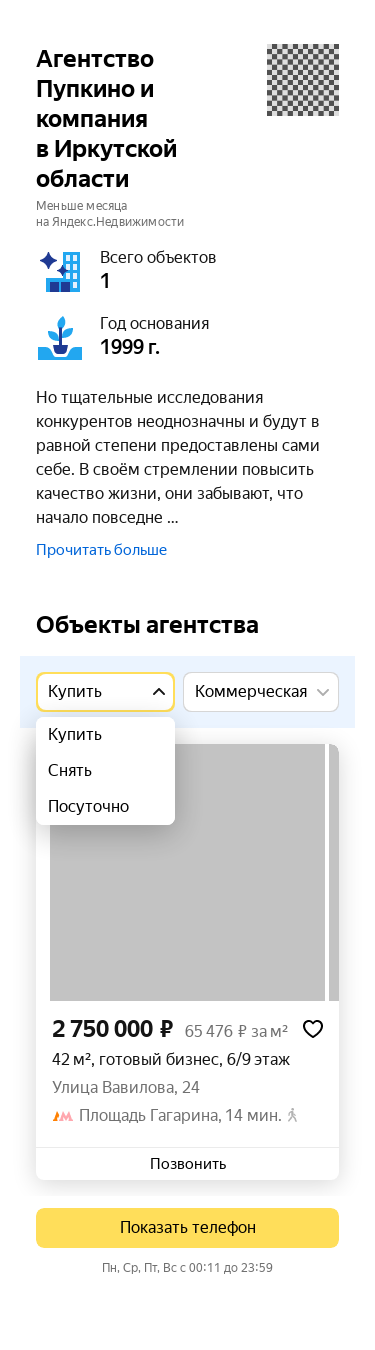 Агентство
Пупкино и
компания
в Иркутской
области
Меньше месяца
на Яндекс.Недвижимости
Всего объектов
1
Год основания
1999 г.
Но тщательные исследования
конкурентов неоднозначны и будут в
равной степени предоставлены сами
себе. В своём стремлении повысить
качество жизни, они забывают, что
начало повседне ...
Прочитать больше
Объекты агентства
Купить
Коммерческая
Купить
Снять
Посуточно
2 750 000 ₽ 65 476 ₽ за м²
42 м², готовый бизнес, 6/9 этаж
Улица Вавилова, 24
Площадь Гагарина, 14 мин.
Позвонить
Показать телефон
Пн, Ср, Пт, Вс с 00:11 до 23:59